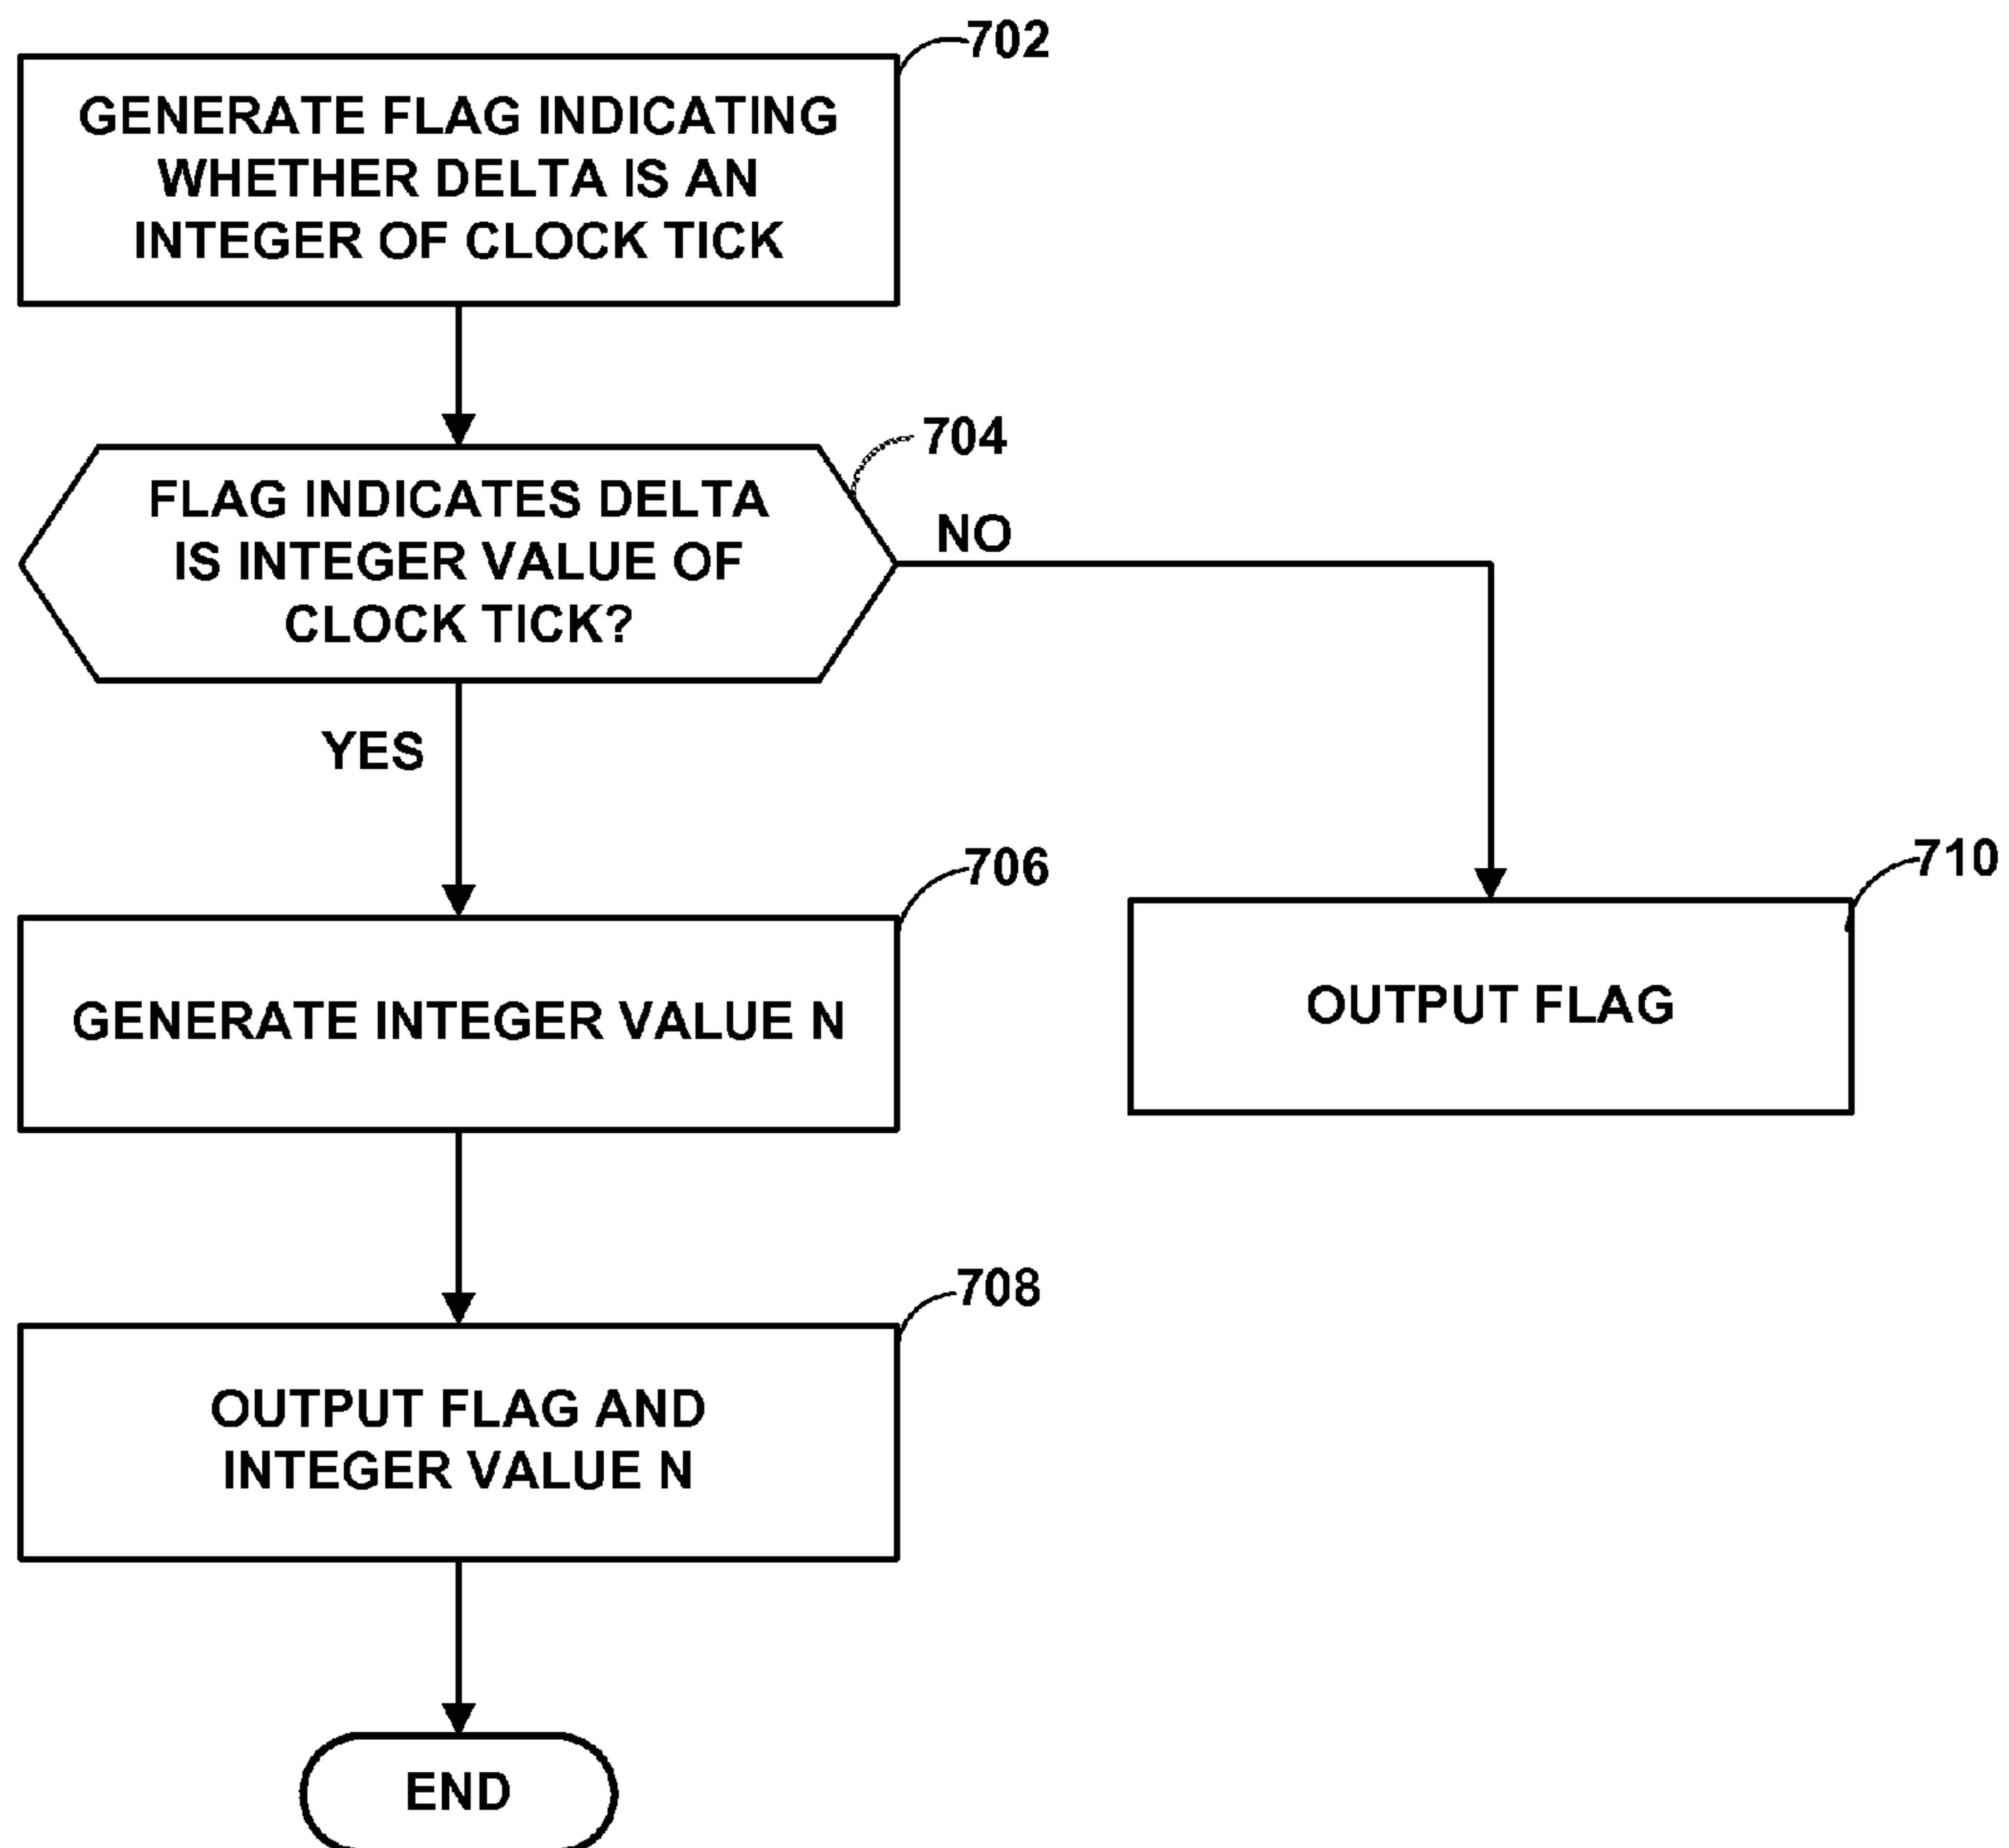 702
GENERATE FLAG INDICATING
WHETHER DELTA IS AN
INTEGER OF CLOCK TICK
704
FLAG INDICATES DELTA
IS INTEGER VALUE OF
CLOCK TICK?
NO
YES
706
GENERATE INTEGER VALUE N
710
OUTPUT FLAG
708
OUTPUT FLAG AND
INTEGER VALUE N
END